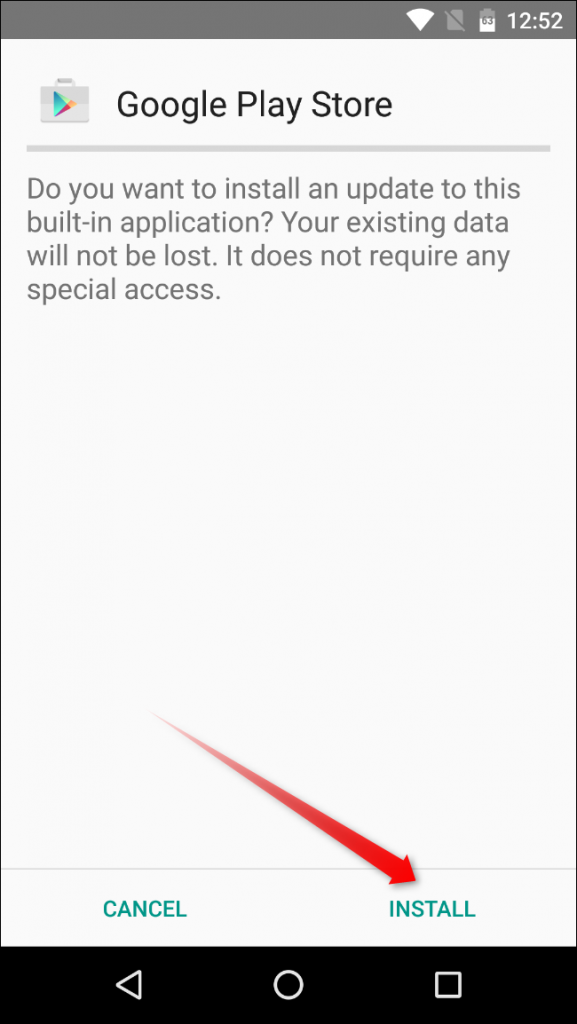 63 12:52
Google Play Store
Do you want to install an update to this
built-in application? Your existing data
will not be lost. It does not require any
special access.
CANCEL INSTALL